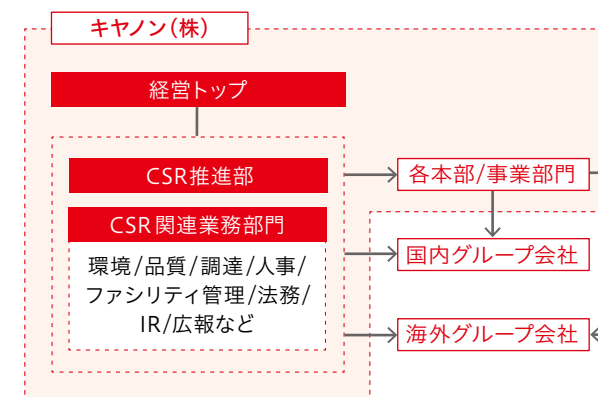 キヤノン(株)
経営トップ
CSR推進部
CSR関連業務部門
環境/品質/調達/人事/
ファシリティ管理/法務/
IR/広報など
各本部/事業部門
国内グループ会社
海外グループ会社